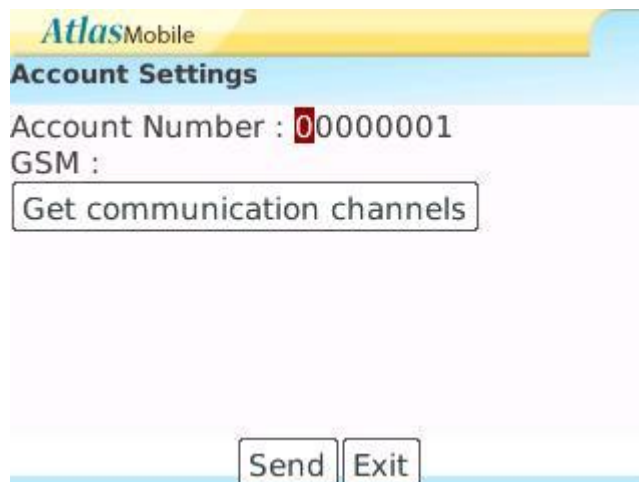 AtlasMobile
Account Settings
Account Number : 00000001
GSM :
Get communication channels
Send Exit